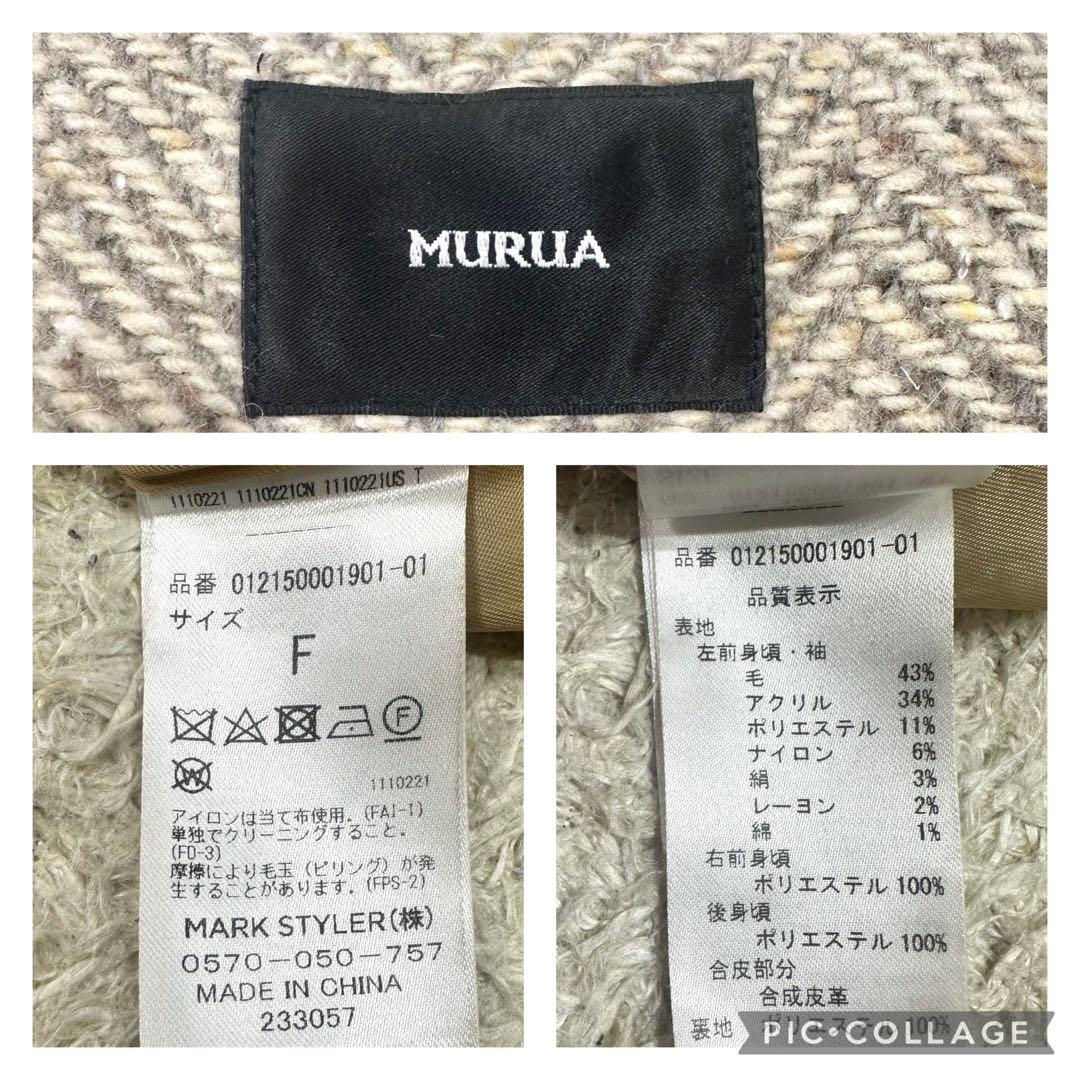 MURUA
1110221 1110221CN 1110221US T
品番 012150001901-01
サイズ
F
F
W
1110221
アイロンは当て布使用。(FAI-1)
単独でクリーニングすること。
(FD-3)
摩擦により毛玉（ピリング）が発
生することがあります。(FPS-2)
MARK STYLER(株)
0570-050-757
MADE IN CHINA
233057
品番 012150001901-01
品質表示
表地
左前身頃・袖
毛 43%
アクリル 34%
ポリエステル 11%
ナイロン 6%
絹 3%
レーヨン 2%
綿 1%
右前身頃
ポリエステル 100%
後身頃
ポリエステル 100%
合皮部分
合成皮革
裏地 ポリエステル 100%
PIC•COLLAGE